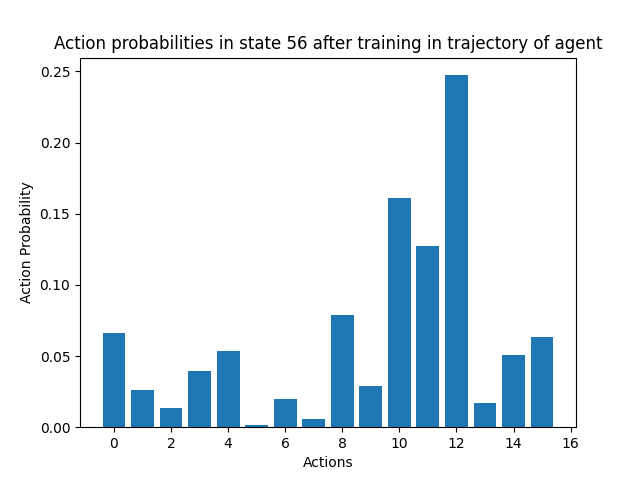 Action probabilities in state 56 after training in trajectory of agent
0.25
0.20
0.15
0.10
0.05
0.00
Action Probability
0 2 4 6 8 10 12 14 16
Actions